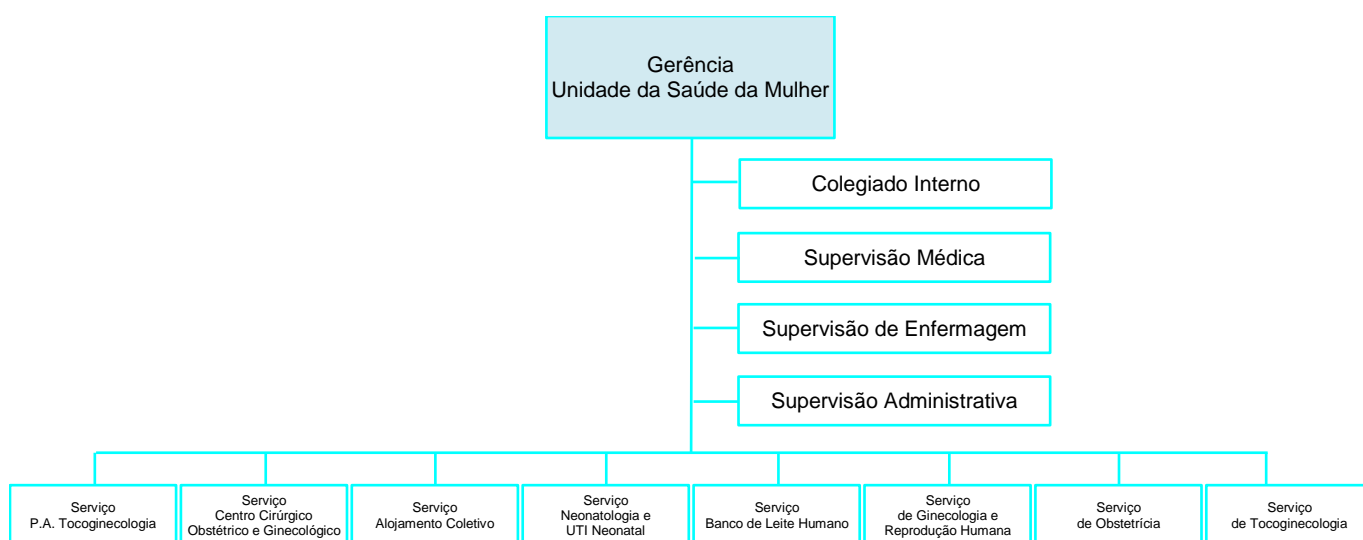 Gerência
Unidade da Saúde da Mulher
Colegiado Interno
Supervisão Médica
Supervisão de Enfermagem
Supervisão Administrativa
Serviço
P.A. Tocoginecologia
Serviço
Centro Cirúrgico
Obstétrico e Ginecológico
Serviço
Alojamento Coletivo
Serviço
Neonatologia e
UTI Neonatal
Serviço
Banco de Leite Humano
Serviço
de Ginecologia e
Reprodução Humana
Serviço
de Obstetrícia
Serviço
de Tocoginecologia